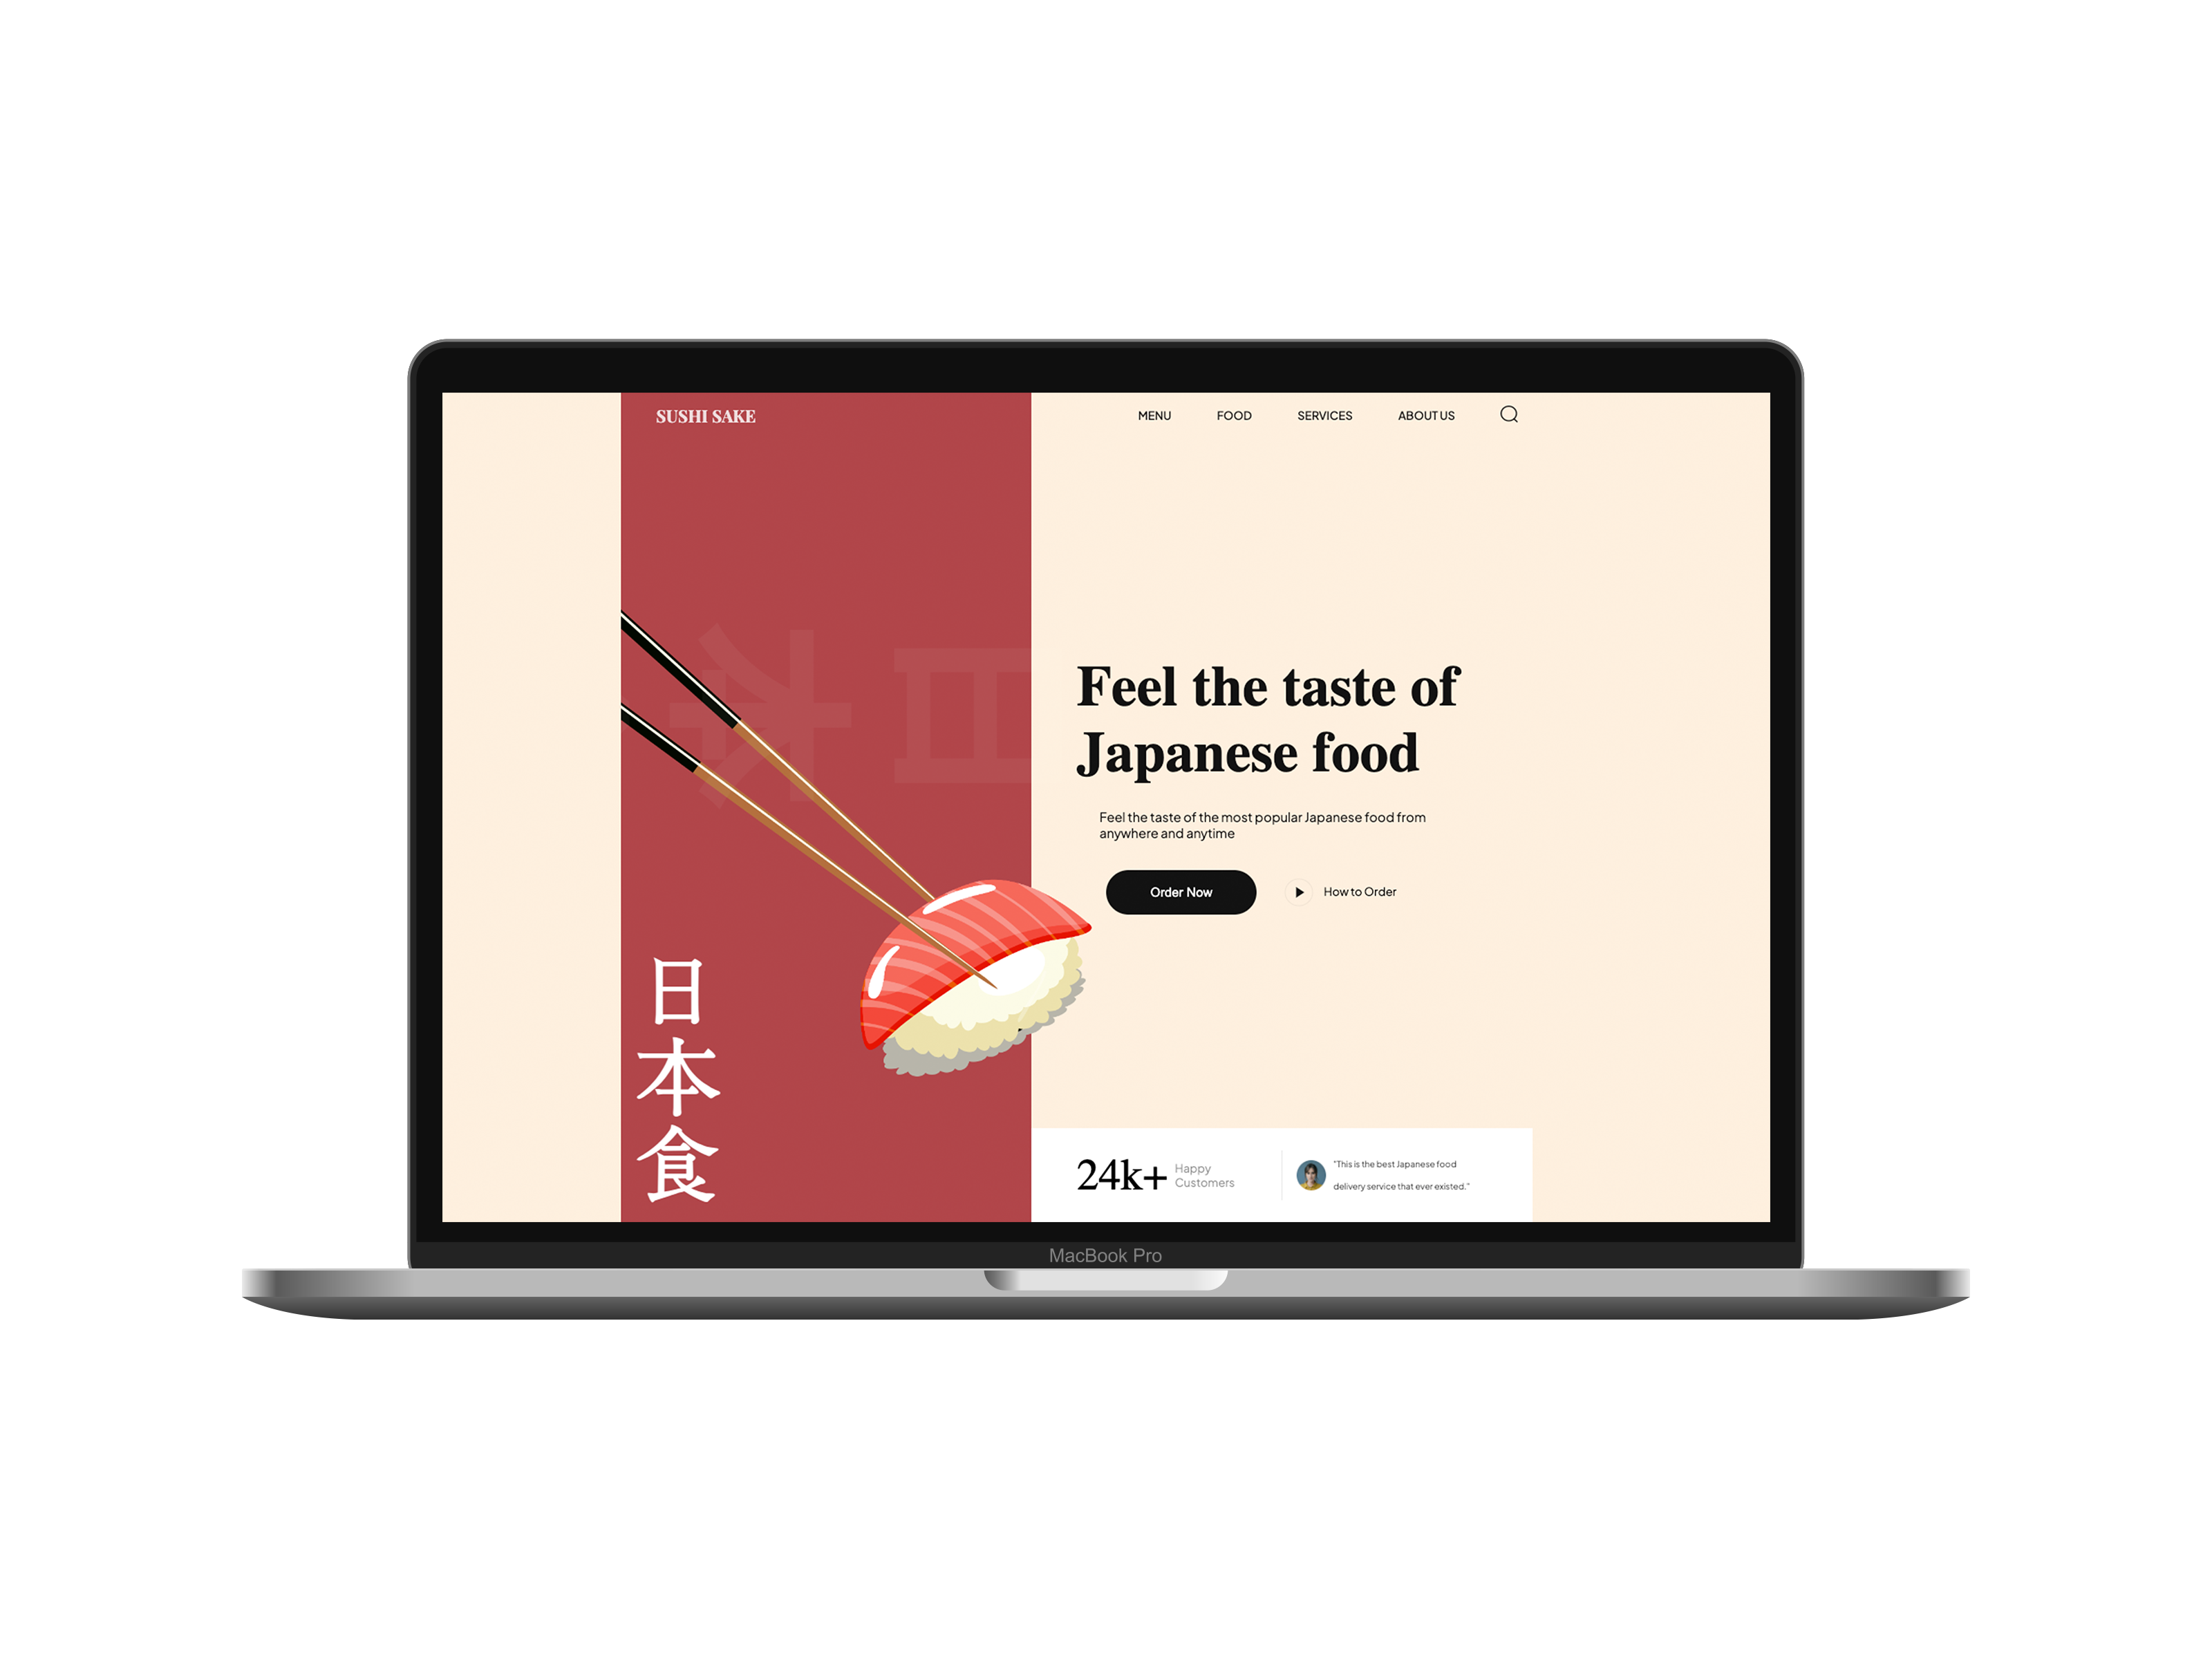 SUSHI SAKE
MENU
FOOD
SERVICES
ABOUT US
Feel the taste of
Japanese food
Feel the taste of the most popular Japanese food from
anywhere and anytime
Order Now
How to Order
日本食
24k+
Happy
Customers
"This is the best Japanese food
delivery service that ever existed."
MacBook Pro